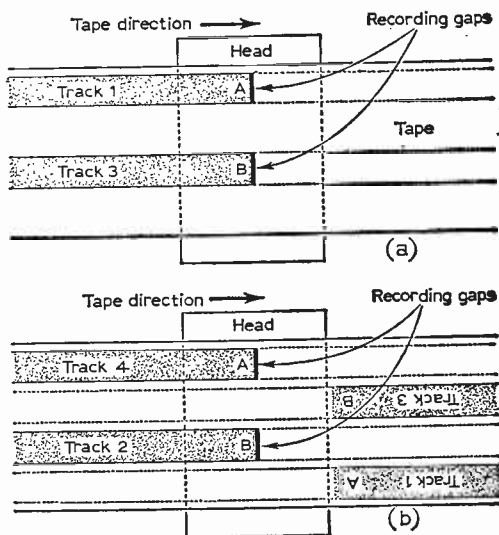 Tape direction
Recording gaps
Head
Track 1 A
Tape
Track 3 B
(a)
Tape direction
Recording gaps
Head
Track 4 A
B Track 3
Track 2 B
A Track 1
(b)